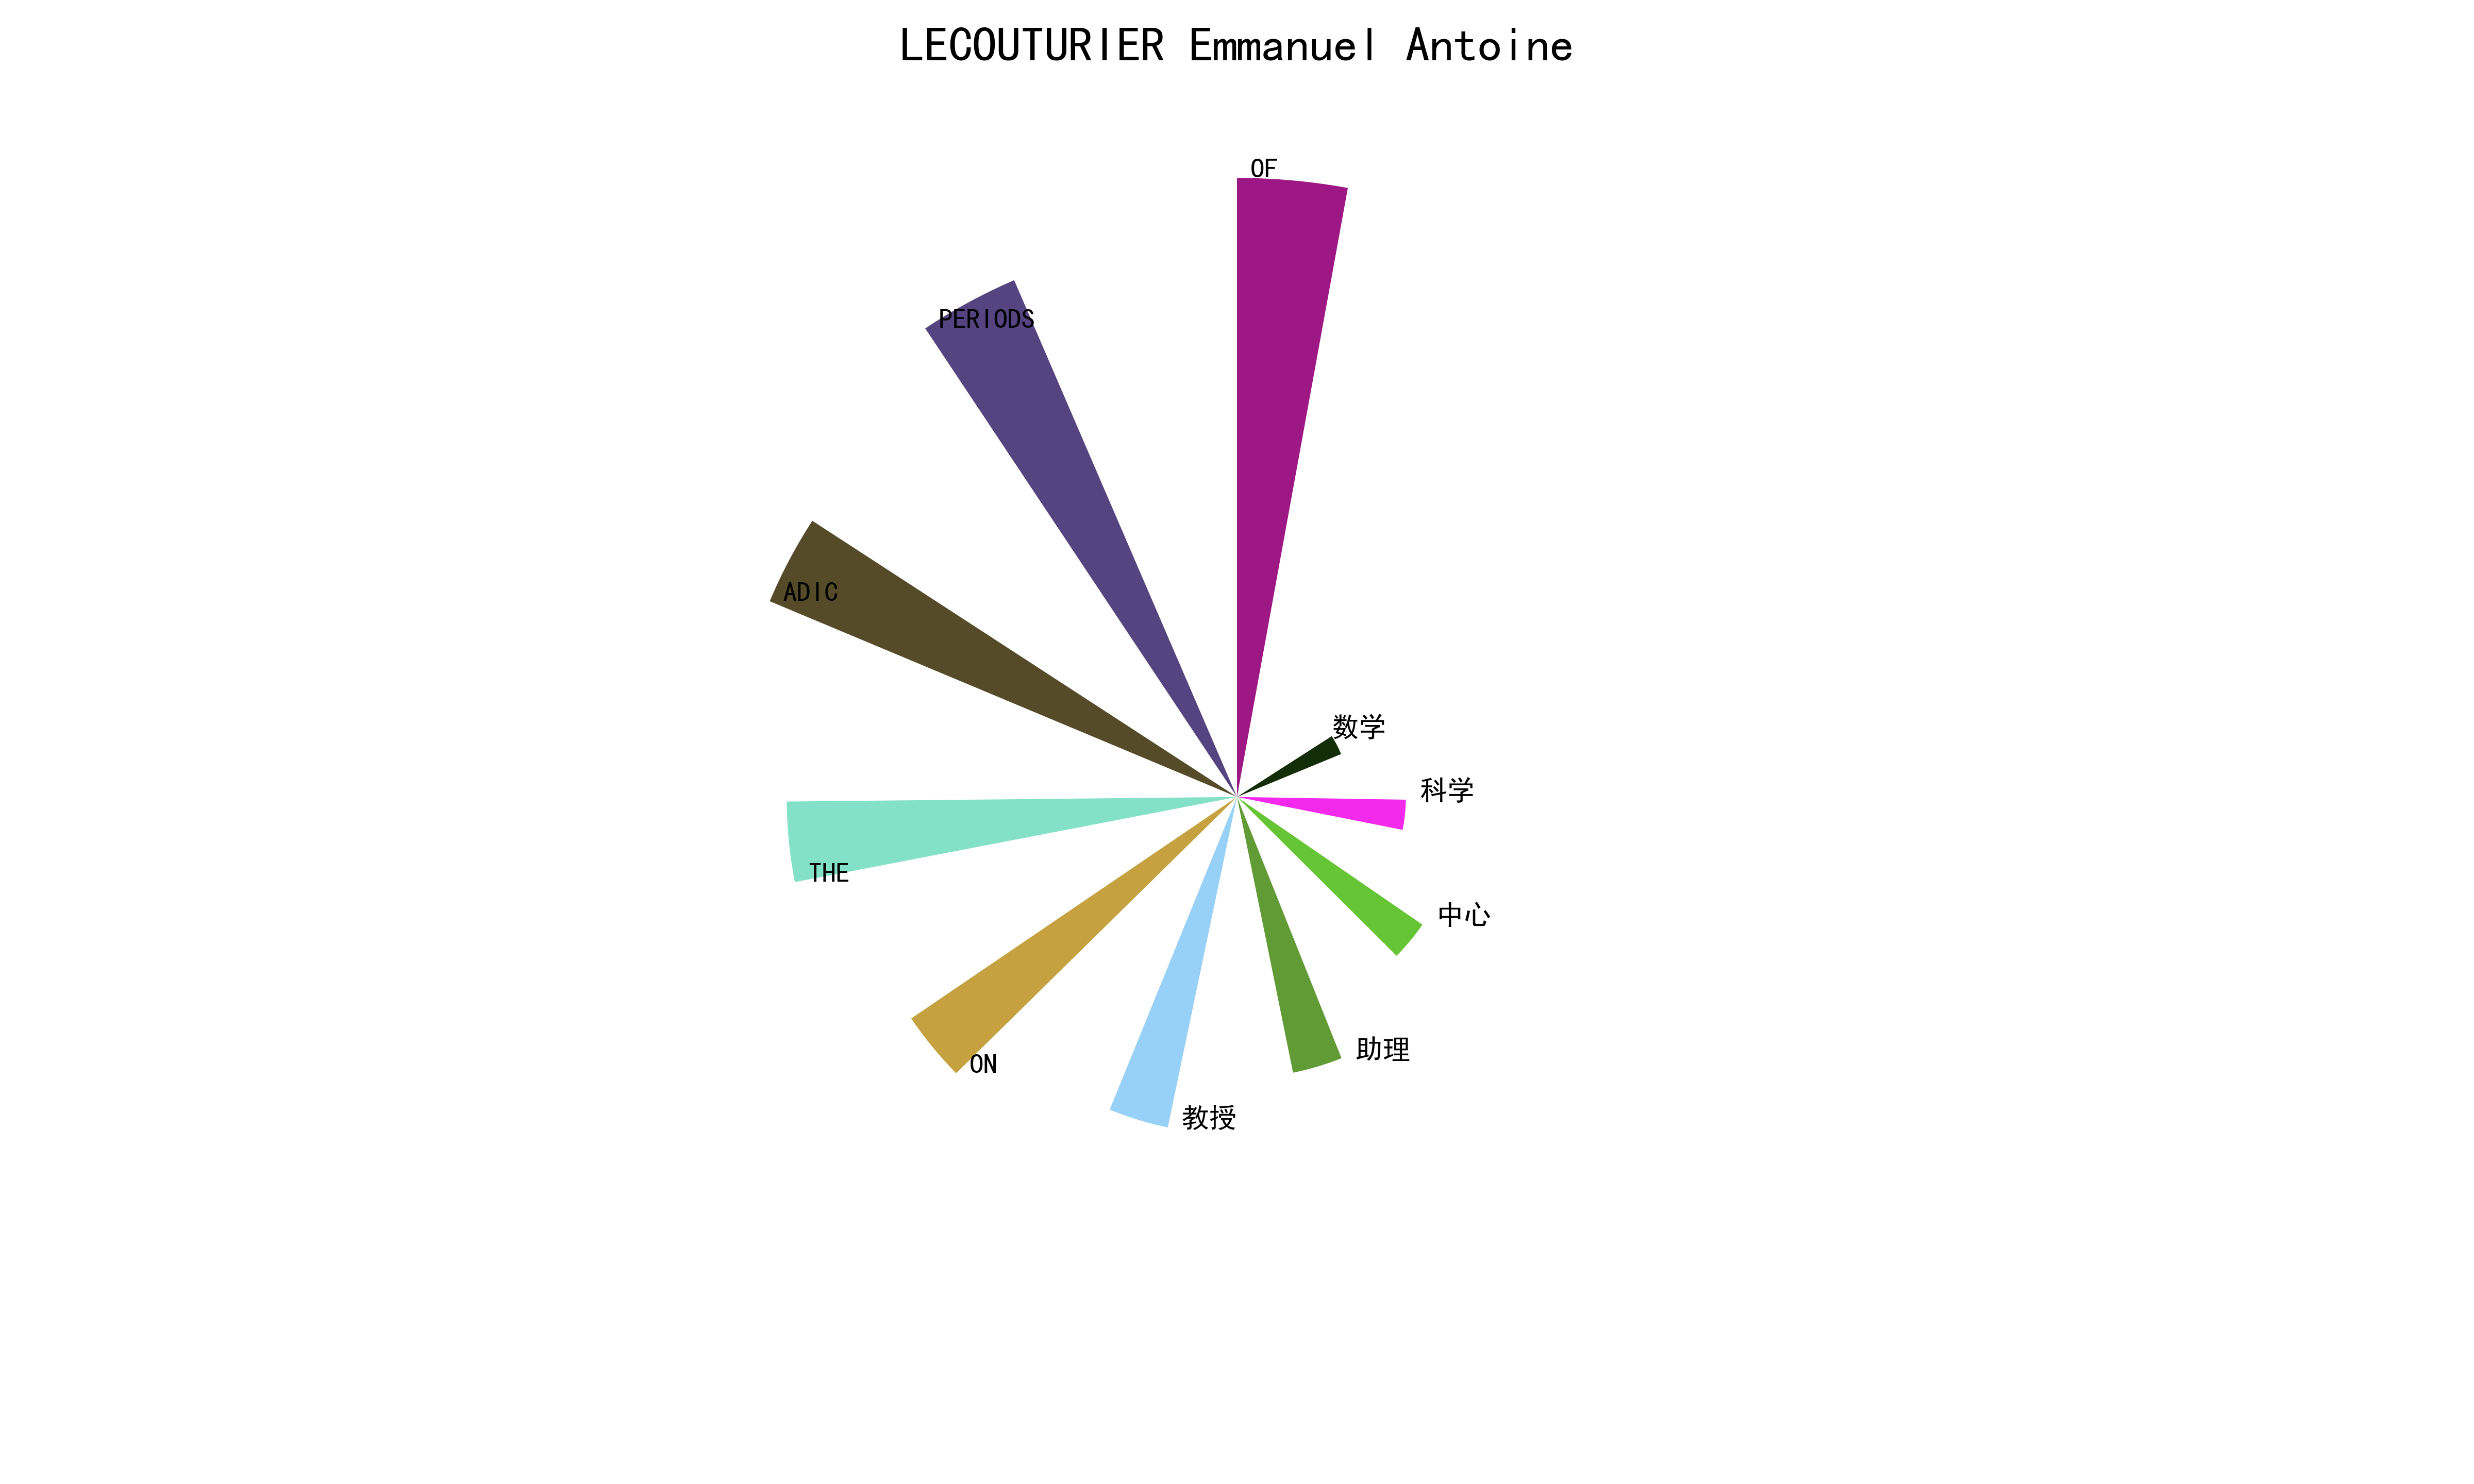 LECOUTURIER Emmanuel Antoine
OF
PERIODS
ADIC
数学
科学
THE
中心
助理
ON
教授